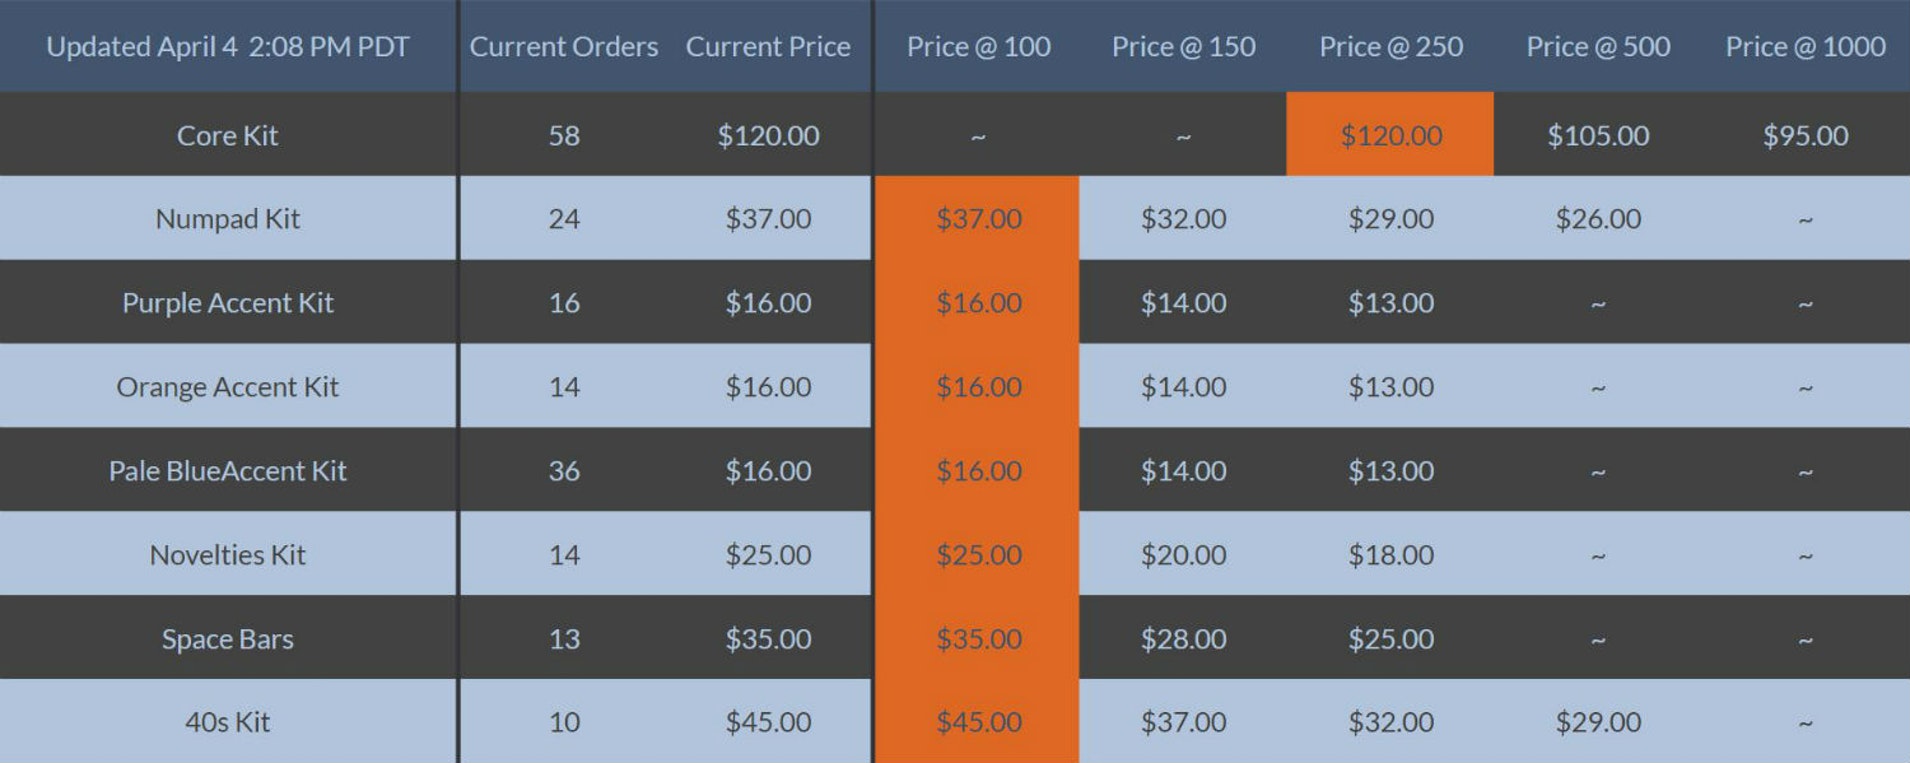 Updated April 4 2:08 PM PDT Current Orders Current Price Price @ 100 Price @ 150 Price @ 250 Price @ 500 Price @ 1000
Core Kit 58 $120.00 ~ ~ $120.00 $105.00 $95.00
Numpad Kit 24 $37.00 $37.00 $32.00 $29.00 $26.00 ~
Purple Accent Kit 16 $16.00 $16.00 $14.00 $13.00 ~ ~
Orange Accent Kit 14 $16.00 $16.00 $14.00 $13.00 ~ ~
Pale BlueAccent Kit 36 $16.00 $16.00 $14.00 $13.00 ~ ~
Novelties Kit 14 $25.00 $25.00 $20.00 $18.00 ~ ~
Space Bars 13 $35.00 $35.00 $28.00 $25.00 ~ ~
40s Kit 10 $45.00 $45.00 $37.00 $32.00 $29.00 ~